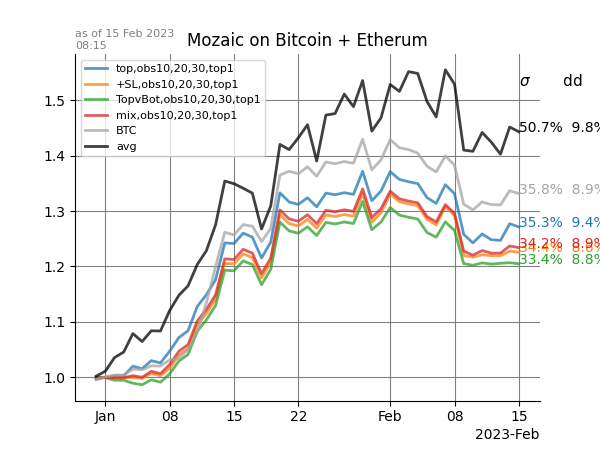 as of 15 Feb 2023
08:15
Mozaic on Bitcoin + Etherum
σ dd
top,obs10,20,30,top1
+SL,obs10,20,30,top1
TopvBot,obs10,20,30,top1
mix,obs10,20,30,top1
BTC
avg
1.5
1.4
1.3
1.2
1.1
1.0
50.7% 9.8%
35.8% 8.9%
35.3% 9.4%
34.2% 8.9%
33.4% 8.8%
Jan 08 15 22 Feb 08 15
2023-Feb